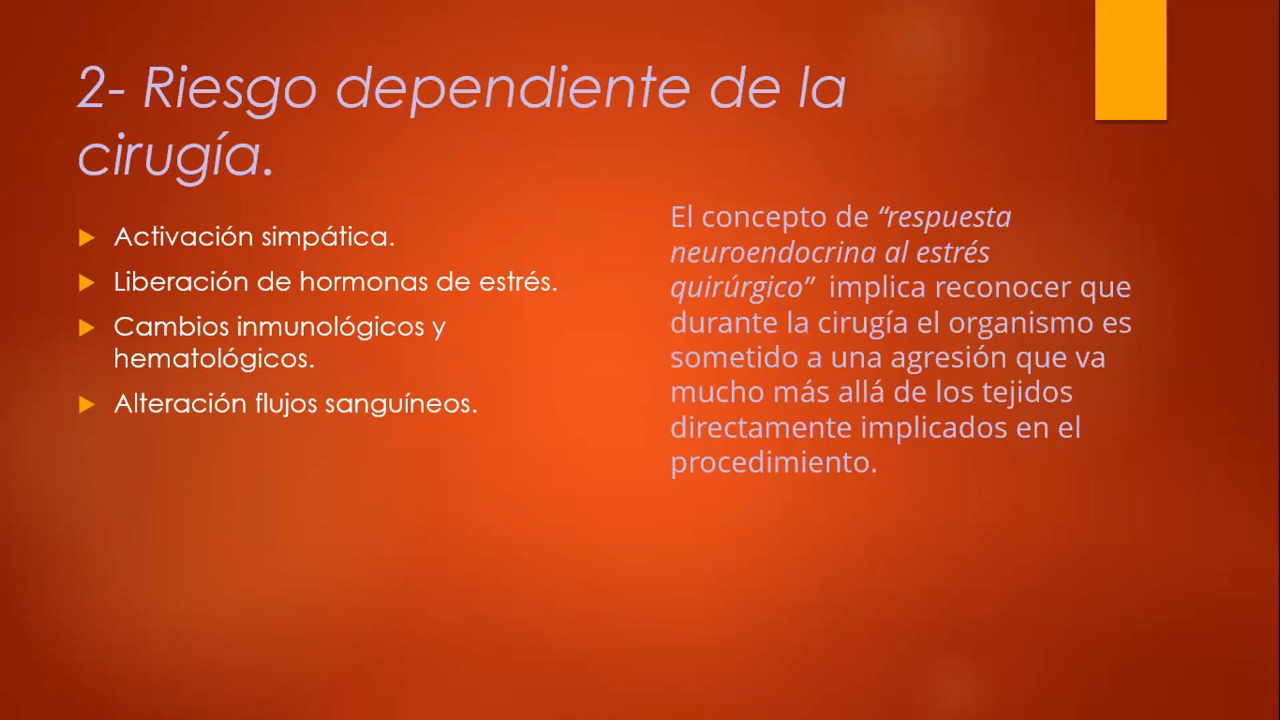 2- Riesgo dependiente de la
cirugía.
Activación simpática.
Liberación de hormonas de estrés.
Cambios inmunológicos y
hematológicos.
Alteración flujos sanguíneos.
El concepto de “respuesta
neuroendocrina al estrés
quirúrgico” implica reconocer que
durante la cirugía el organismo es
sometido a una agresión que va
mucho más allá de los tejidos
directamente implicados en el
procedimiento.